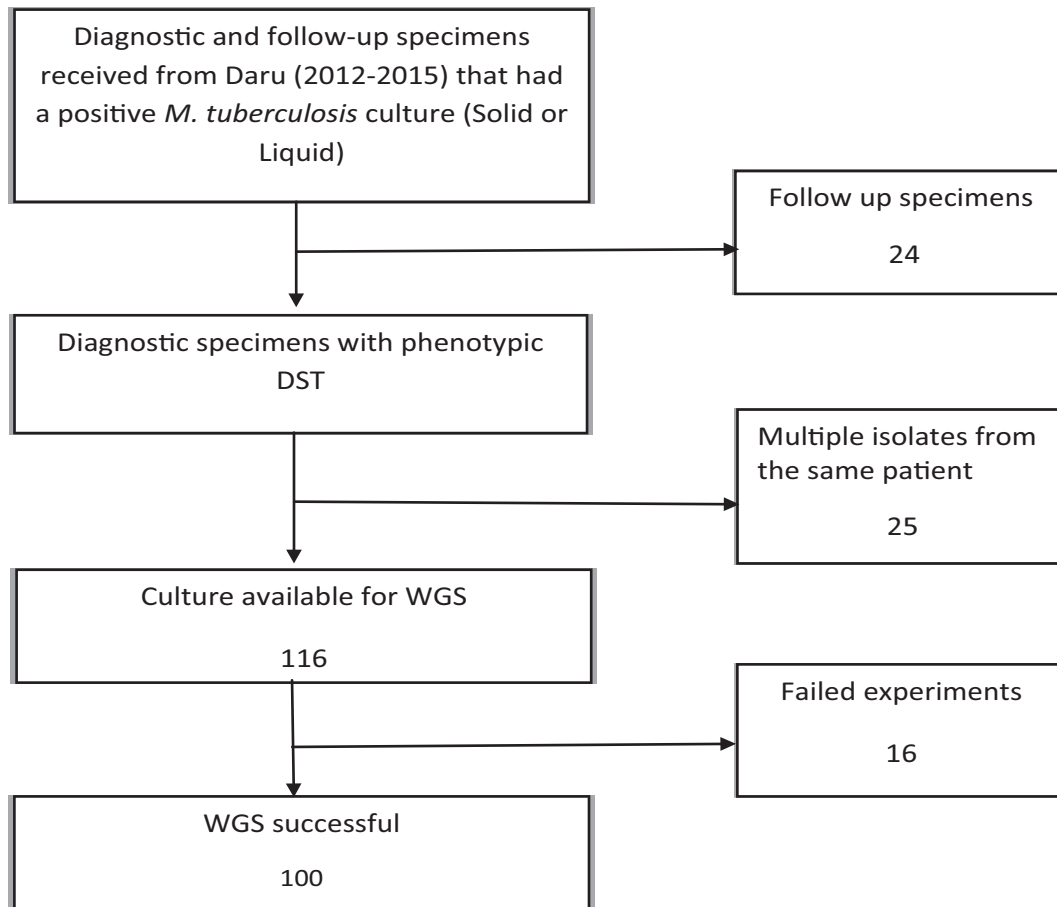 Diagnostic and follow-up specimens
received from Daru (2012-2015) that had
a positive M. tuberculosis culture (Solid or
Liquid)
Follow up specimens
24
Diagnostic specimens with phenotypic
DST
Multiple isolates from
the same patient
25
Culture available for WGS
116
Failed experiments
16
WGS successful
100